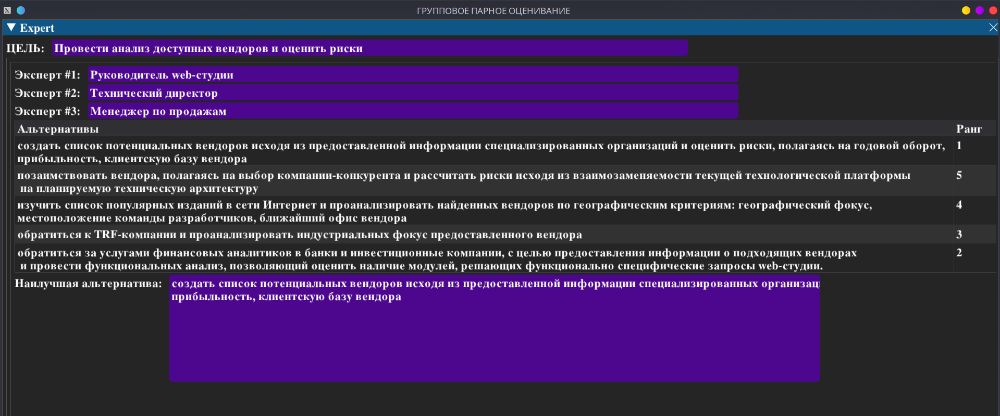 ГРУППОВОЕ ПАРНОЕ ОЦЕНИВАНИЕ
Expert
ЦЕЛЬ: Провести анализ доступных вендоров и оценить риски
Эксперт #1: Руководитель web-студии
Эксперт #2: Технический директор
Эксперт #3: Менеджер по продажам
Альтернативы Ранг
создать список потенциальных вендоров исходя из предоставленной информации специализированных организаций и оценить риски, полагаясь на годовой оборот, 1
прибыльность, клиентскую базу вендора
позаимствовать вендора, полагаясь на выбор компании-конкурента и рассчитать риски исходя из взаимозаменяемости текущей технологической платформы 5
на планируемую техническую архитектуру
изучить список популярных изданий в сети Интернет и проанализировать найденных вендоров по географическим критериям: географический фокус, 4
местоположение команды разработчиков, ближайший офис вендора
обратиться к TRF-компании и проанализировать индустриальных фокус предоставленного вендора 3
обратиться за услугами финансовых аналитиков в банки и инвестиционные компании, с целью предоставления информации о подходящих вендорах 2
и провести функциональных анализ, позволяющий оценить наличие модулей, решающих функционально специфические запросы web-студии.
Наилучшая альтернатива: создать список потенциальных вендоров исходя из предоставленной информации специализированных организаци
прибыльность, клиентскую базу вендора